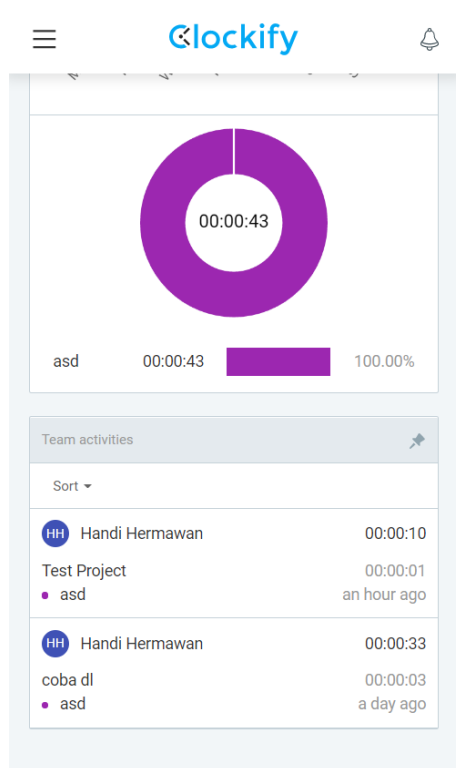 Clockify
00:00:43
asd 00:00:43 100.00%
Team activities
Sort
HH Handi Hermawan 00:00:10
Test Project 00:00:01
asd an hour ago
HH Handi Hermawan 00:00:33
coba dl 00:00:03
asd a day ago